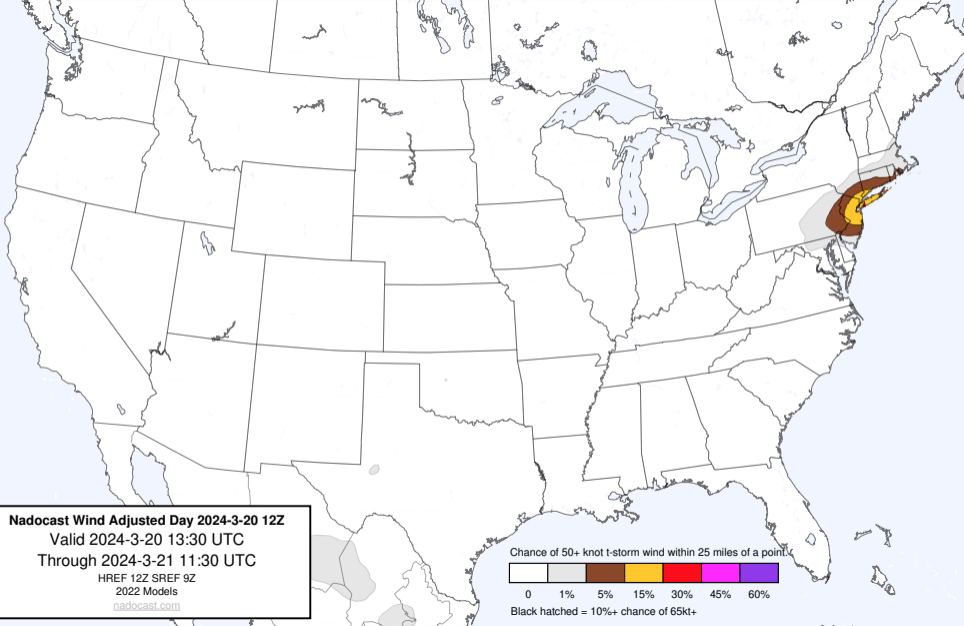 Nadocast Wind Adjusted Day 2024-3-20 12Z
Valid 2024-3-20 13:30 UTC
Through 2024-3-21 11:30 UTC
HREF 12Z SREF 9Z
2022 Models
nadocast.com
Chance of 50+ knot t-storm wind within 25 miles of a point.
0 1% 5% 15% 30% 45% 60%
Black hatched = 10%+ chance of 65kt+